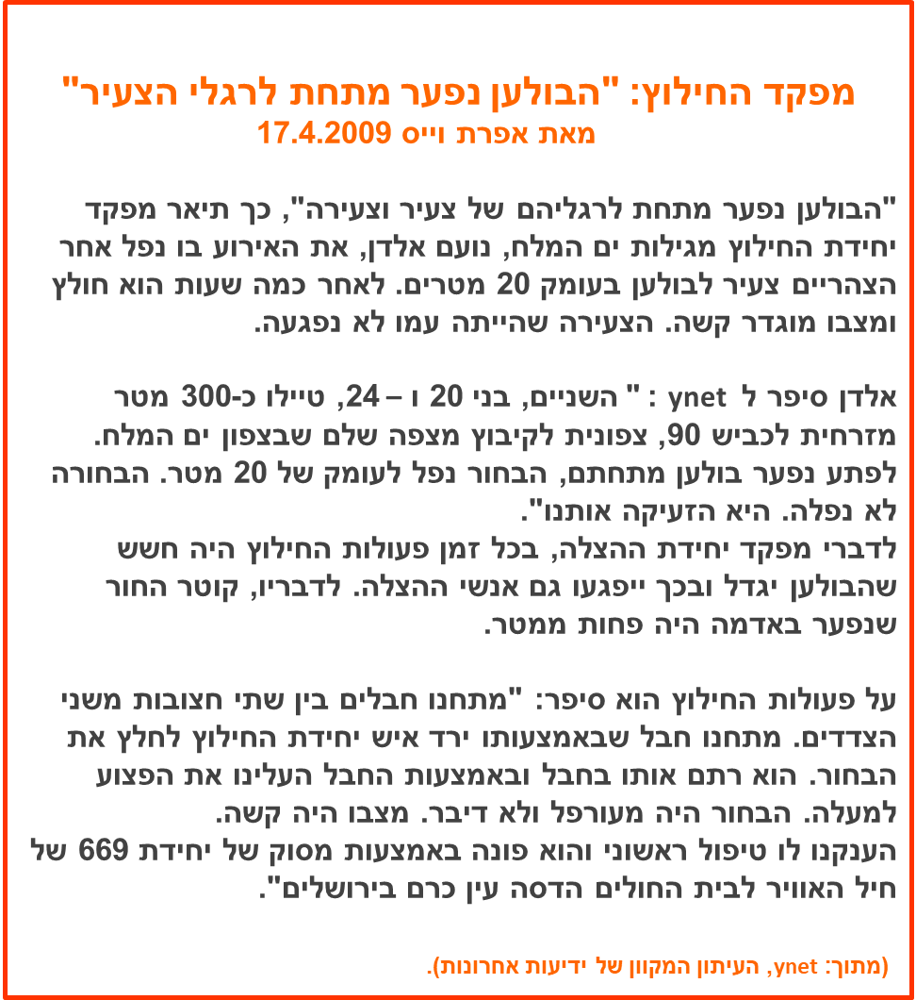 מפקד החילוץ: "הבולען נפער מתחת לרגלי הצעיר"
מאת אפרת וייס 17.4.2009
"הבולען נפער מתחת לרגליהם של צעיר וצעירה", כך תיאר מפקד
יחידת החילוץ מגילות ים המלח, נועם אלדן, את האירוע בו נפל אחר
הצהריים צעיר לבולען בעומק 20 מטרים. לאחר כמה שעות הוא חולץ
ומצבו מוגדר קשה. הצעירה שהייתה עמו לא נפגעה.
אלדן סיפר ל ynet : " השניים, בני 20 ו – 24, טיילו כ-300 מטר
מזרחית לכביש 90, צפונית לקיבוץ מצפה שלם שבצפון ים המלח.
לפתע נפער בולען מתחתם, הבחור נפל לעומק של 20 מטר. הבחורה
לא נפלה. היא הזעיקה אותנו".
לדברי מפקד יחידת ההצלה, בכל זמן פעולות החילוץ היה חשש
שהבולען יגדל ובכך ייפגעו גם אנשי ההצלה. לדבריו, קוטר החור
שנפער באדמה היה פחות ממטר.
על פעולות החילוץ הוא סיפר: "מתחנו חבלים בין שתי חצובות משני
הצדדים. מתחנו חבל שבאמצעותו ירד איש יחידת החילוץ לחלץ את
הבחור. הוא רתם אותו בחבל ובאמצעות החבל העלינו את הפצוע
למעלה. הבחור היה מעורפל ולא דיבר. מצבו היה קשה.
הענקנו לו טיפול ראשוני והוא פונה באמצעות מסוק של יחידת 669 של
חיל האוויר לבית החולים הדסה עין כרם בירושלים".
(מתוך: ynet, העיתון המקוון של ידיעות אחרונות).